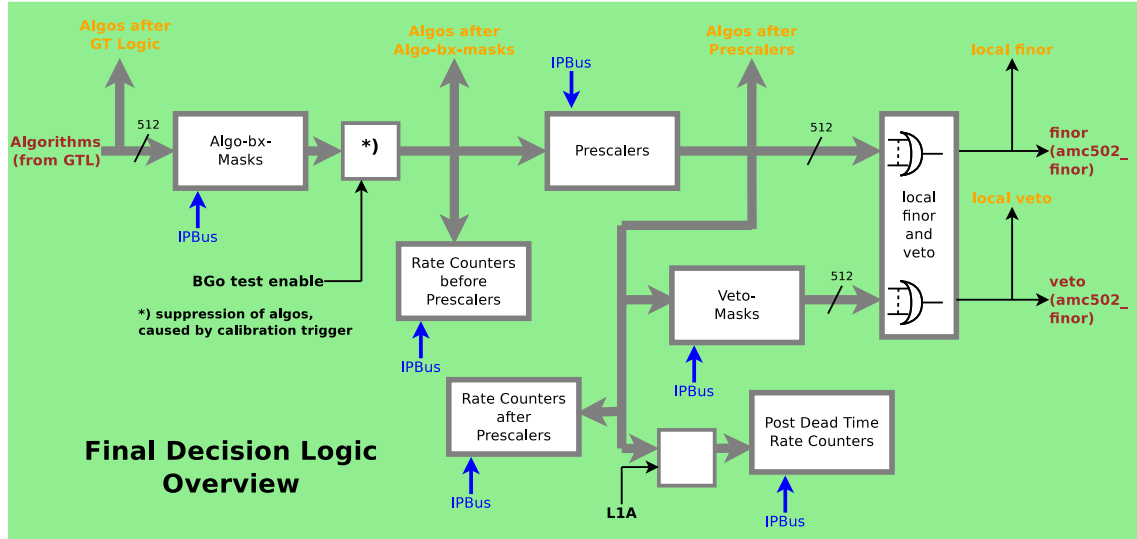 Algos after
GT Logic
Algos after
Algo-bx-masks
Algos after
Prescalers
local finor
IPBus
512
512
Algorithms
(from GTL)
Algo-bx-
Masks
*)
Prescalers
finor
(amc502_
finor)
local
finor
and
veto
local veto
IPBus
Rate Counters
before
Prescalers
BGo test enable
512
Veto-
Masks
veto
(amc502_
finor)
*) suppression of algos,
caused by calibration trigger
IPBus
IPBus
Rate Counters
after
Prescalers
Post Dead Time
Rate Counters
Final Decision Logic
Overview
IPBus
L1A
IPBus